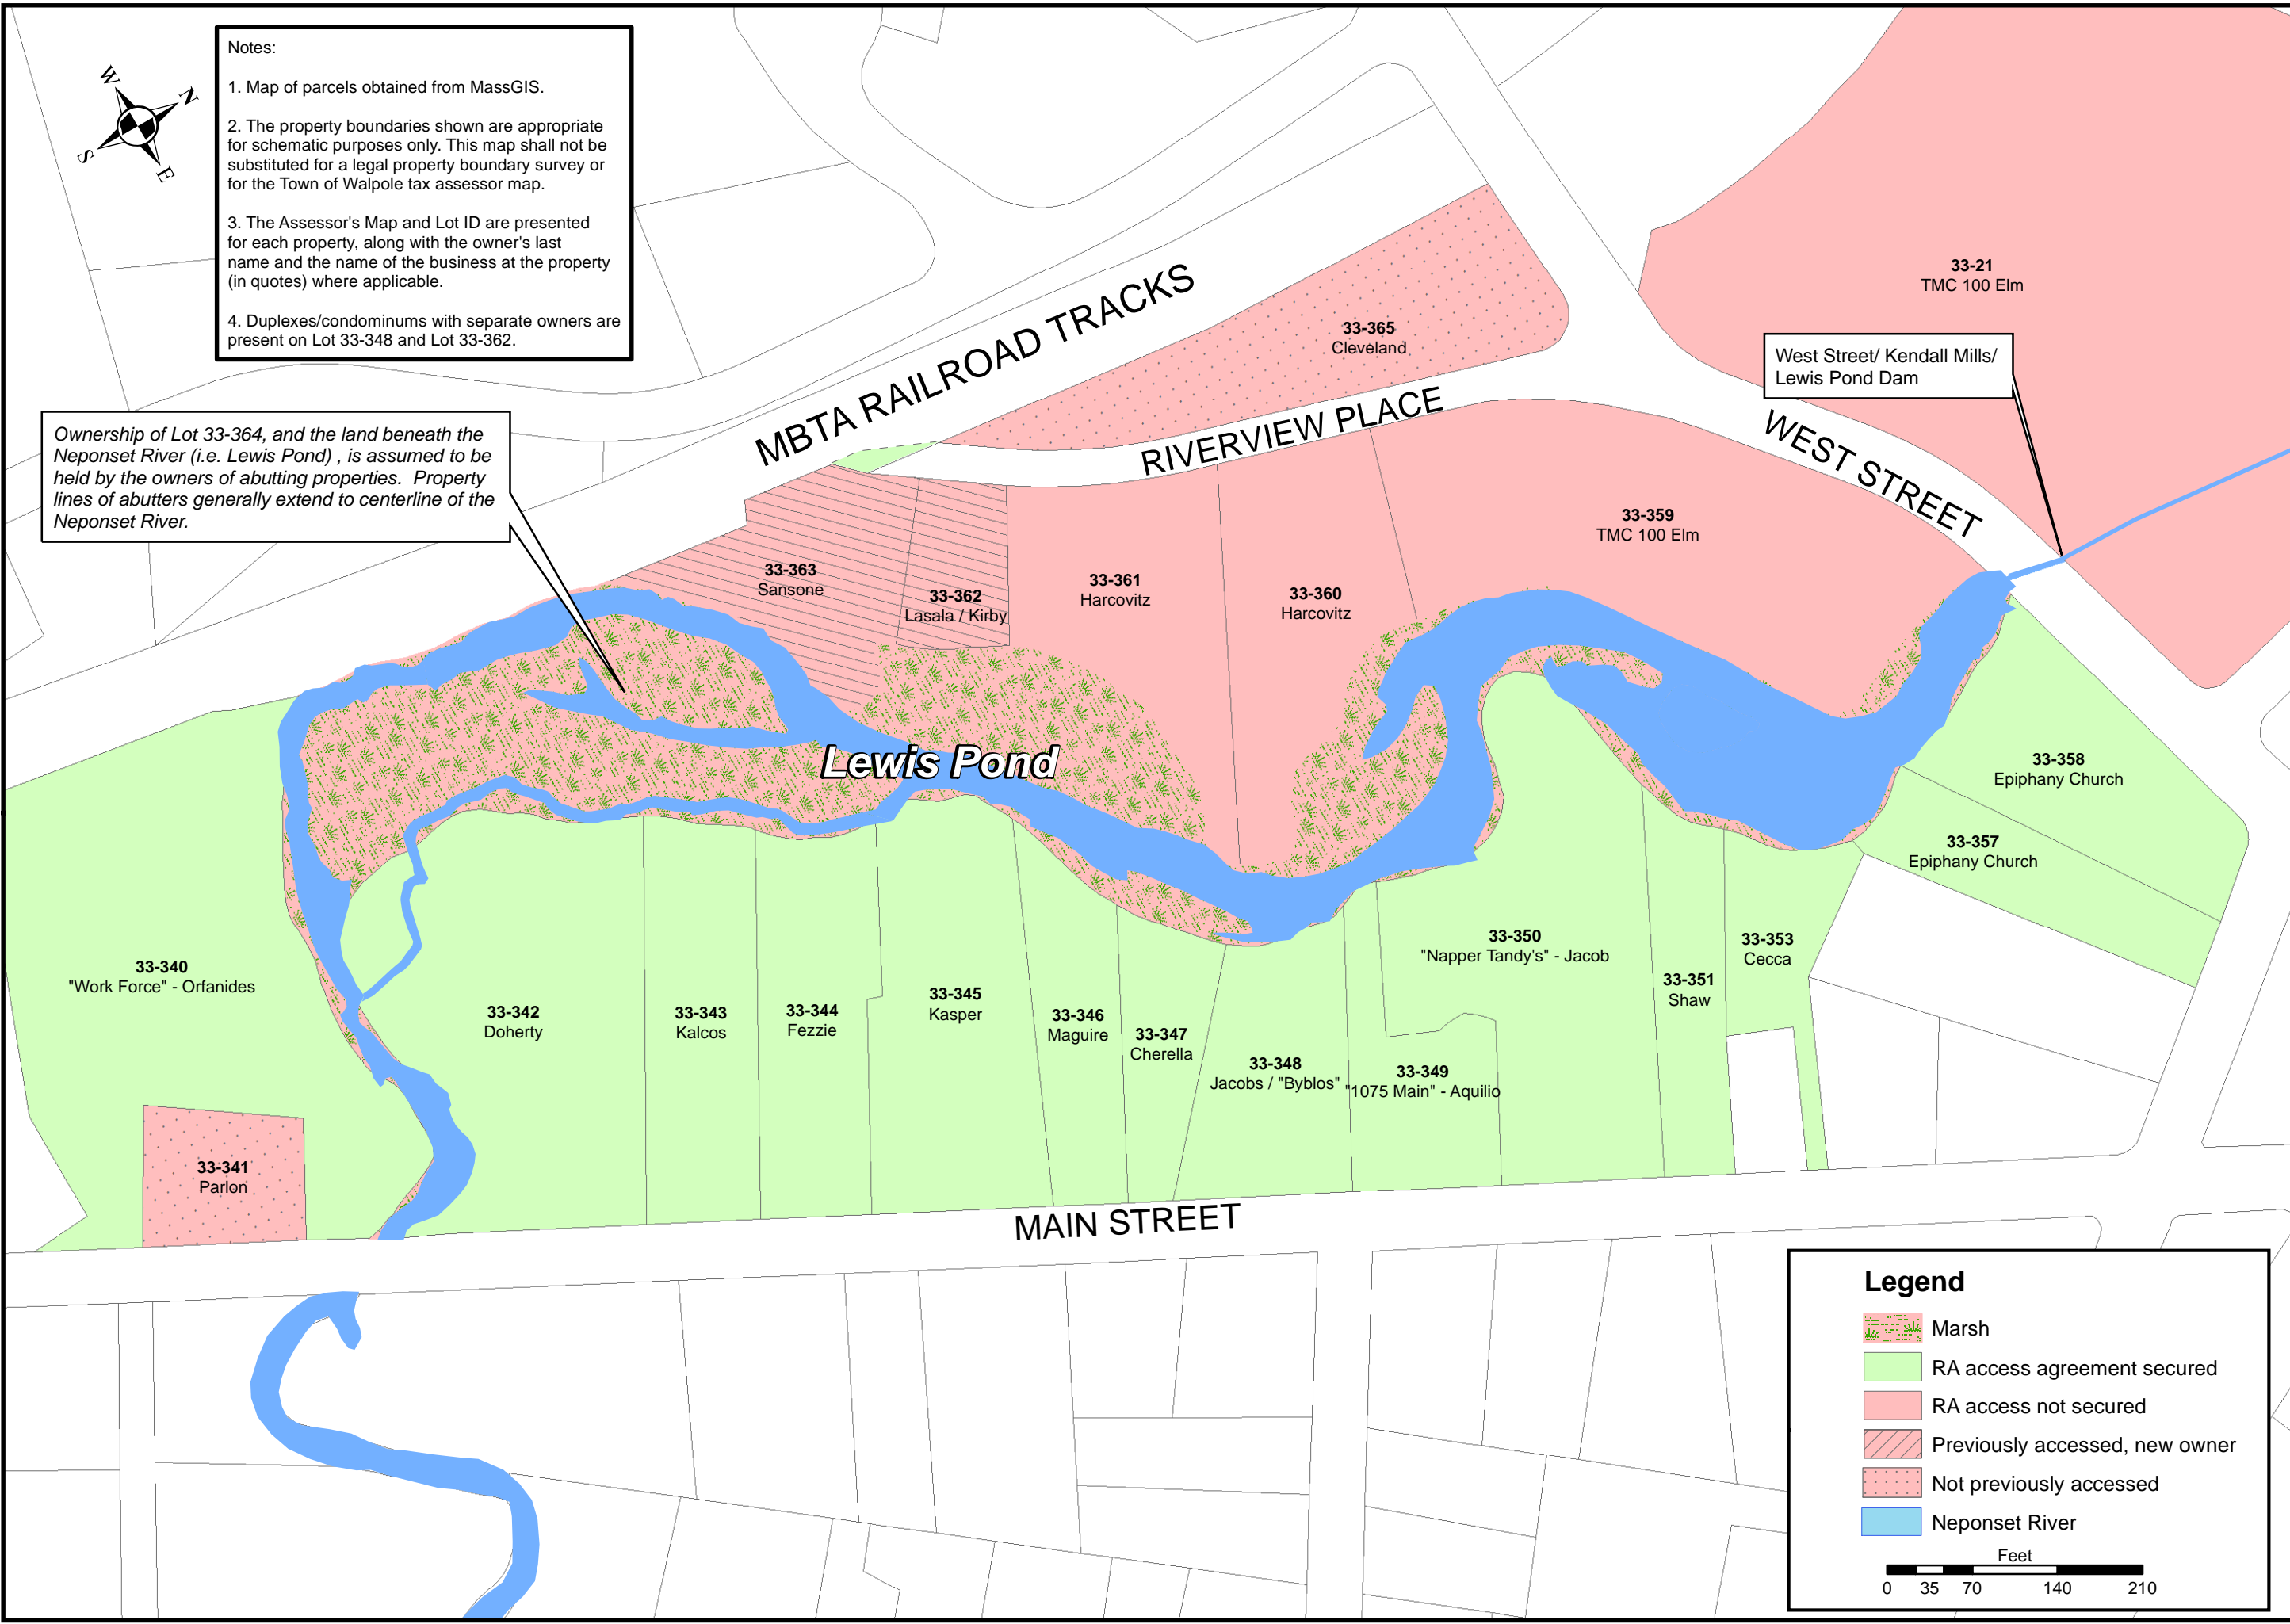 Notes:
1. Map of parcels obtained from MassGIS.
2. The property boundaries shown are appropriate
for schematic purposes only. This map shall not be
substituted for a legal property boundary survey or
for the Town of Walpole tax assessor map.
3. The Assessor's Map and Lot ID are presented
for each property, along with the owner's last
name and the name of the business at the property
(in quotes) where applicable.
4. Duplexes/condominums with separate owners are
present on Lot 33-348 and Lot 33-362.
W
N
S
E
33-21
TMC 100 Elm
MBTA RAILROAD TRACKS
33-365
Cleveland
West Street/ Kendall Mills/
Lewis Pond Dam
RIVERVIEW PLACE
WEST STREET
Ownership of Lot 33-364, and the land beneath the
Neponset River (i.e. Lewis Pond) , is assumed to be
held by the owners of abutting properties. Property
lines of abutters generally extend to centerline of the
Neponset River.
33-363
Sansone
33-362
Lasala / Kirby
33-361
Harcovitz
33-360
Harcovitz
33-359
TMC 100 Elm
Lewis Pond
33-358
Epiphany Church
33-357
Epiphany Church
33-340
"Work Force" - Orfanides
33-342
Doherty
33-343
Kalcos
33-344
Fezzie
33-345
Kasper
33-346
Maguire
33-347
Cherella
33-348
Jacobs / "Byblos"
33-349
"1075 Main" - Aquilio
33-350
"Napper Tandy's" - Jacob
33-351
Shaw
33-353
Cecca
33-341
Parlon
MAIN STREET
Legend
Marsh
RA access agreement secured
RA access not secured
Previously accessed, new owner
Not previously accessed
Neponset River
Feet
0 35 70 140 210